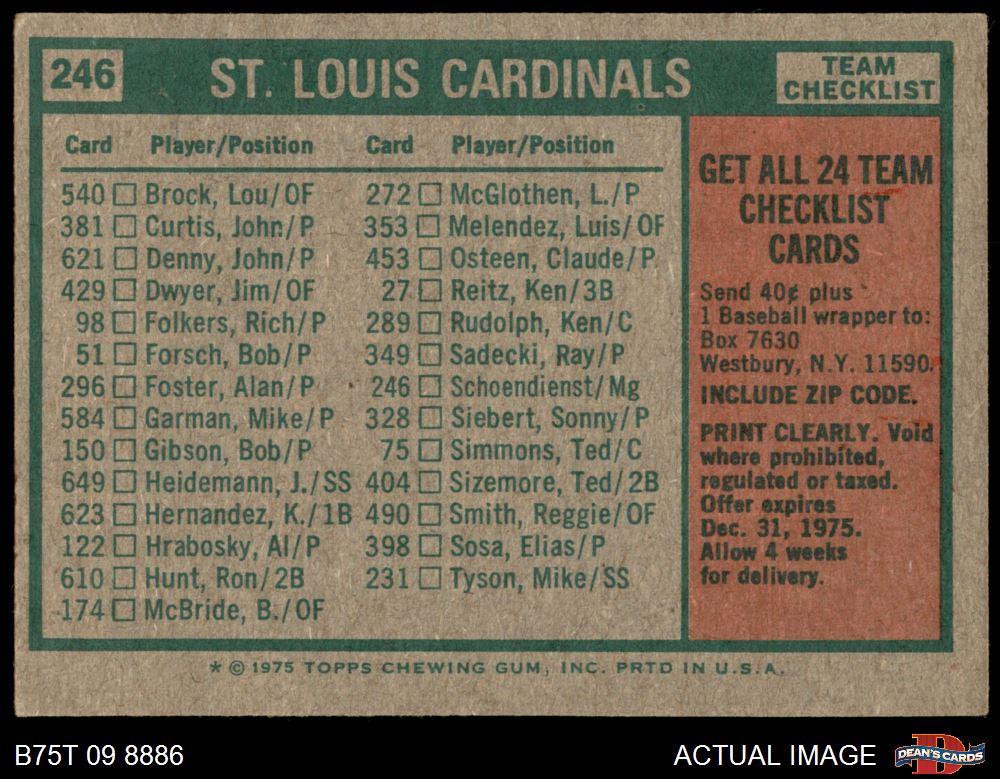 246 ST. LOUIS CARDINALS TEAM CHECKLIST
Card Player/Position
540 Brock, Lou/OF
381 Curtis, John/P
621 Denny, John/P
429 Dwyer, Jim/OF
98 Folkers, Rich/P
51 Forsch, Bob/P
296 Foster, Alan/P
584 Garman, Mike/P
150 Gibson, Bob/P
649 Heidemann, J./SS
623 Hernandez, K./1B
122 Hrabosky, Al/P
610 Hunt, Ron/2B
174 McBride, B./OF
Card Player/Position
272 McGlothen, L./P
353 Melendez, Luis/OF
453 Osteen, Claude/P
27 Reitz, Ken/3B
289 Rudolph, Ken/C
349 Sadecki, Ray/P
246 Schoendienst/Mg
328 Siebert, Sonny/P
75 Simmons, Ted/C
404 Sizemore, Ted/2B
490 Smith, Reggie/OF
398 Sosa, Elias/P
231 Tyson, Mike/SS
GET ALL 24 TEAM
CHECKLIST
CARDS
Send 40¢ plus
1 Baseball wrapper to:
Box 7630
Westbury, N.Y. 11590.
INCLUDE ZIP CODE.
PRINT CLEARLY. Void
where prohibited,
regulated or taxed.
Offer expires
Dec. 31, 1975.
Allow 4 weeks
for delivery.
* © 1975 TOPPS CHEWING GUM, INC. PRTD IN U.S.A.
B75T 09 8886
ACTUAL IMAGE
DEAN'S CARDS